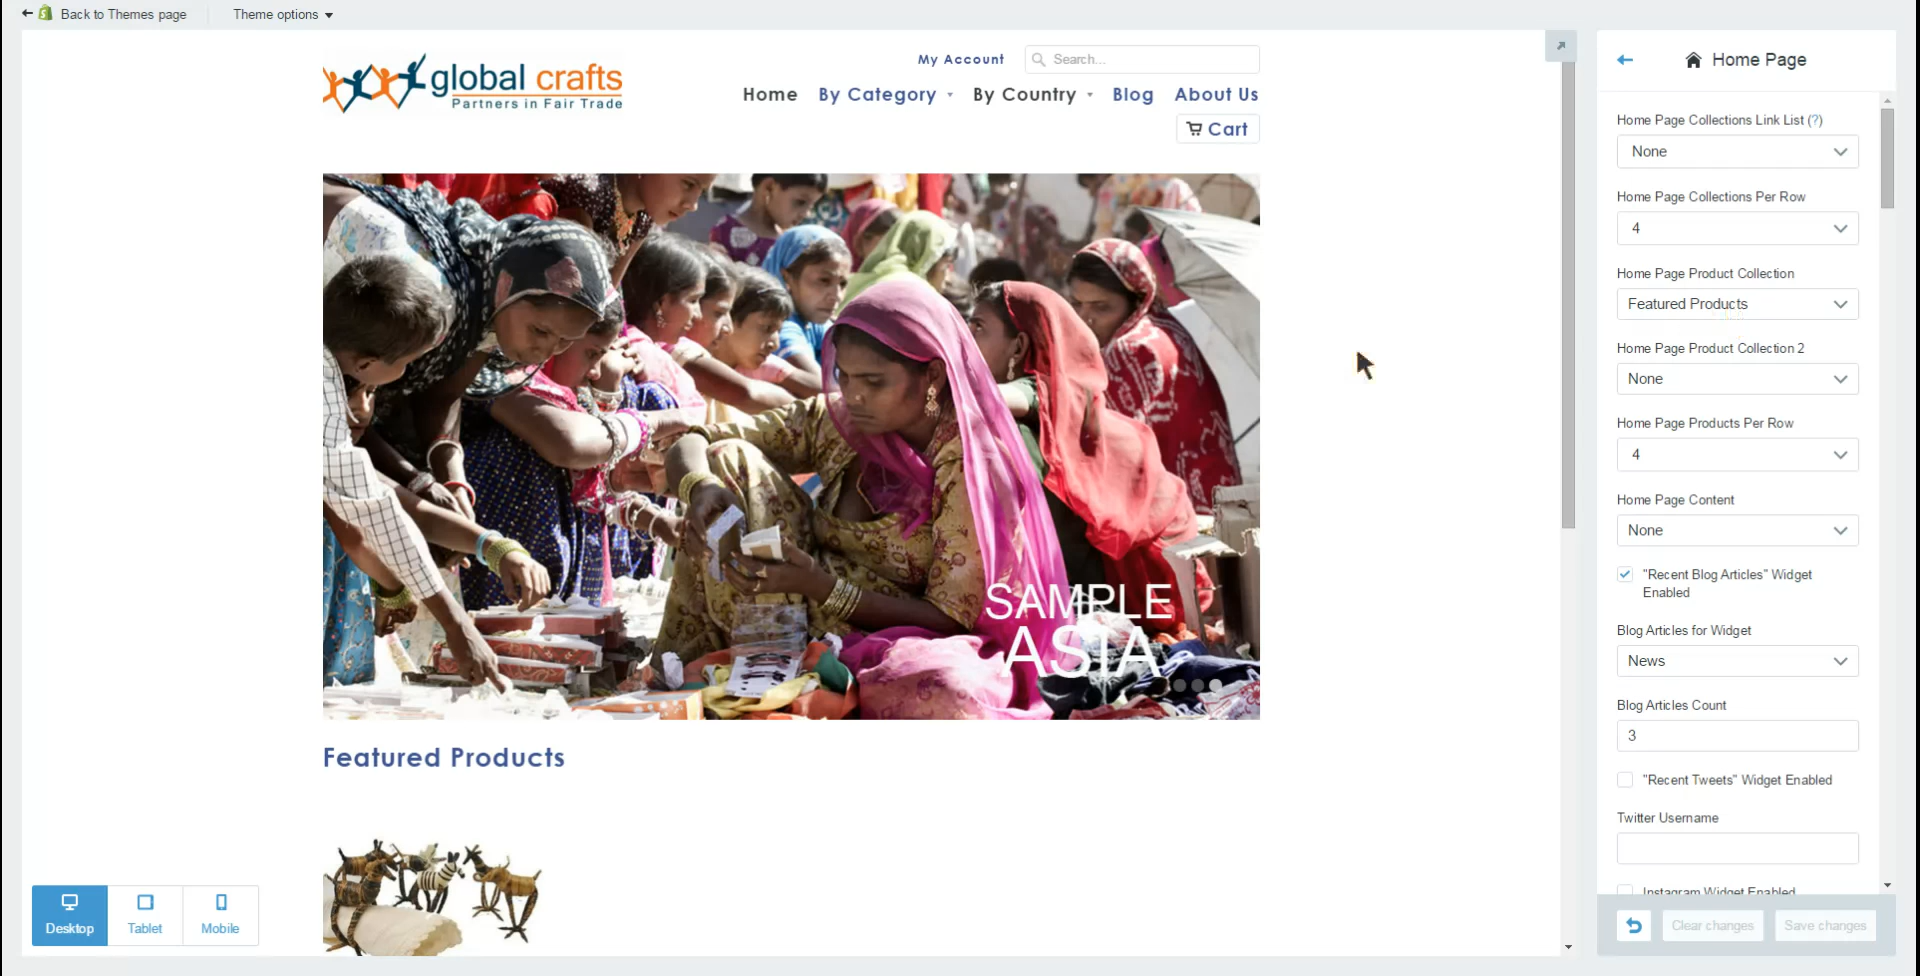 Back to Themes page
Theme options
global crafts
Partners in Fair Trade
My Account
Search...
Home
By Category
By Country
Blog
About Us
Cart
SAMPLE
ASIA
Featured Products
Desktop
Tablet
Mobile
Home Page
Home Page Collections Link List (?)
None
Home Page Collections Per Row
4
Home Page Product Collection
Featured Products
Home Page Product Collection 2
None
Home Page Products Per Row
4
Home Page Content
None
"Recent Blog Articles" Widget
Enabled
Blog Articles for Widget
News
Blog Articles Count
3
"Recent Tweets" Widget Enabled
Twitter Username
Instagram Widget Enabled
Clear changes
Save changes